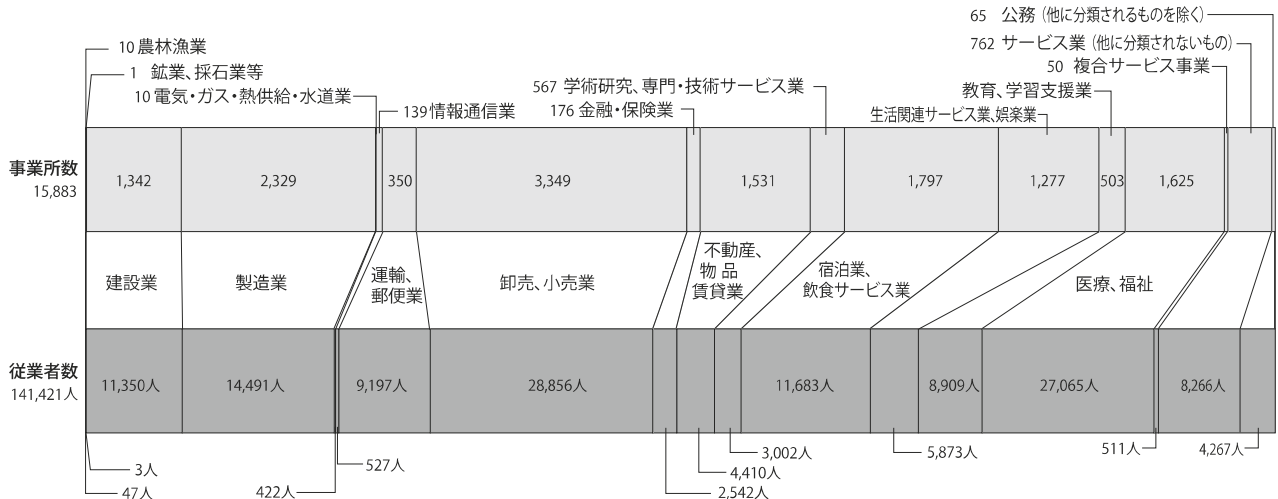 65 公務（他に分類されるものを除く）
10 農林漁業
762 サービス業（他に分類されないもの）
1 鉱業、採石業等
50 複合サービス事業
567 学術研究、専門・技術サービス業
10 電気・ガス・熱供給・水道業
教育、学習支援業
139 情報通信業
176 金融・保険業
生活関連サービス業、娯楽業
事業所数
15,883
1,342
2,329
350
3,349
1,531
1,797
1,277
503
1,625
建設業
製造業
運輸、
郵便業
卸売、小売業
不動産、
物品
賃貸業
宿泊業、
飲食サービス業
医療、福祉
従業者数
141,421人
11,350人
14,491人
9,197人
28,856人
11,683人
8,909人
27,065人
8,266人
3人
47人
422人
527人
2,542人
4,410人
3,002人
5,873人
511人
4,267人